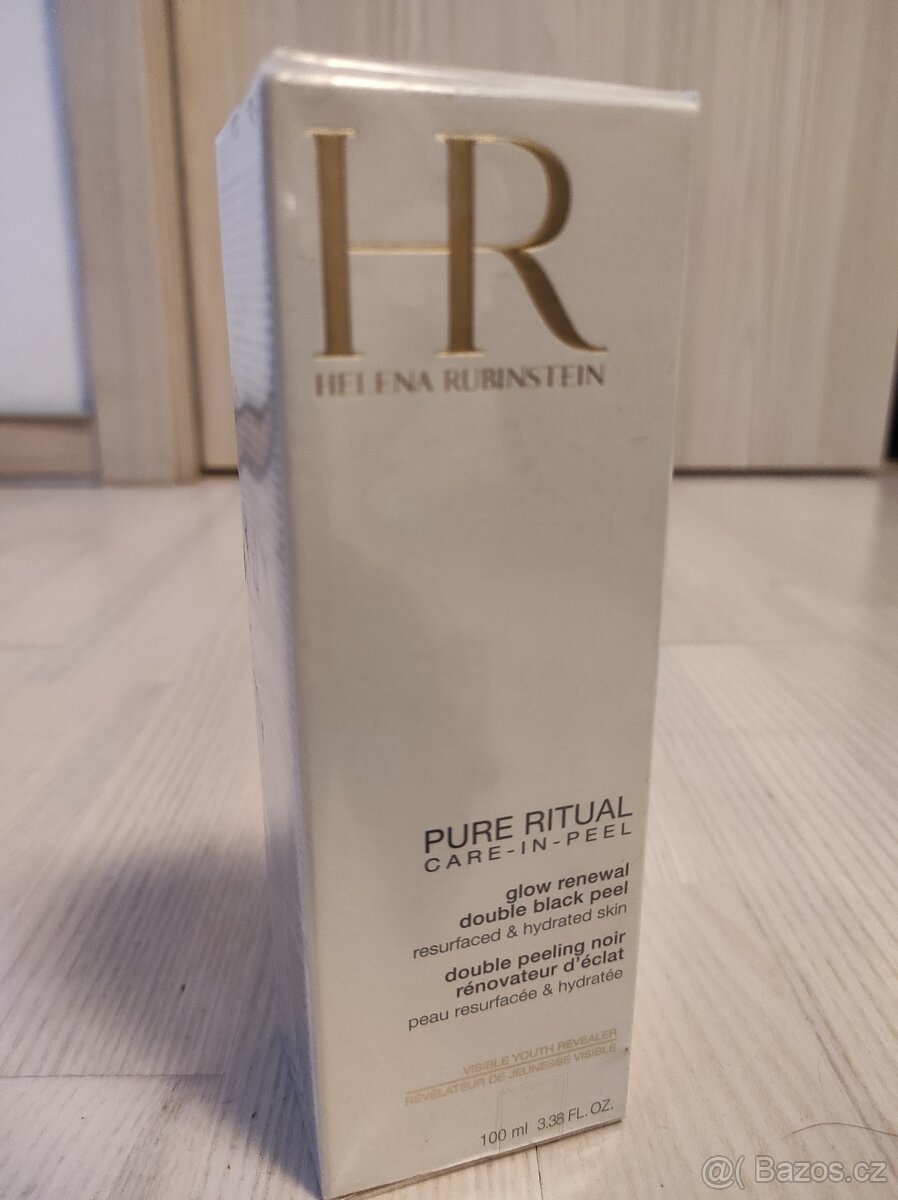 HR
HELENA RUBINSTEIN
PURE RITUAL
CARE-IN-PEEL
glow renewal
double black peel
resurfaced & hydrated skin
double peeling noir
rénovateur d'éclat
peau resurfacée & hydratée
VISIBLE YOUTH REVEALER
RÉVÉLATEUR DE JEUNESSE VISIBLE
100 ml 3.38 FL. OZ.
@( Bazos.cz